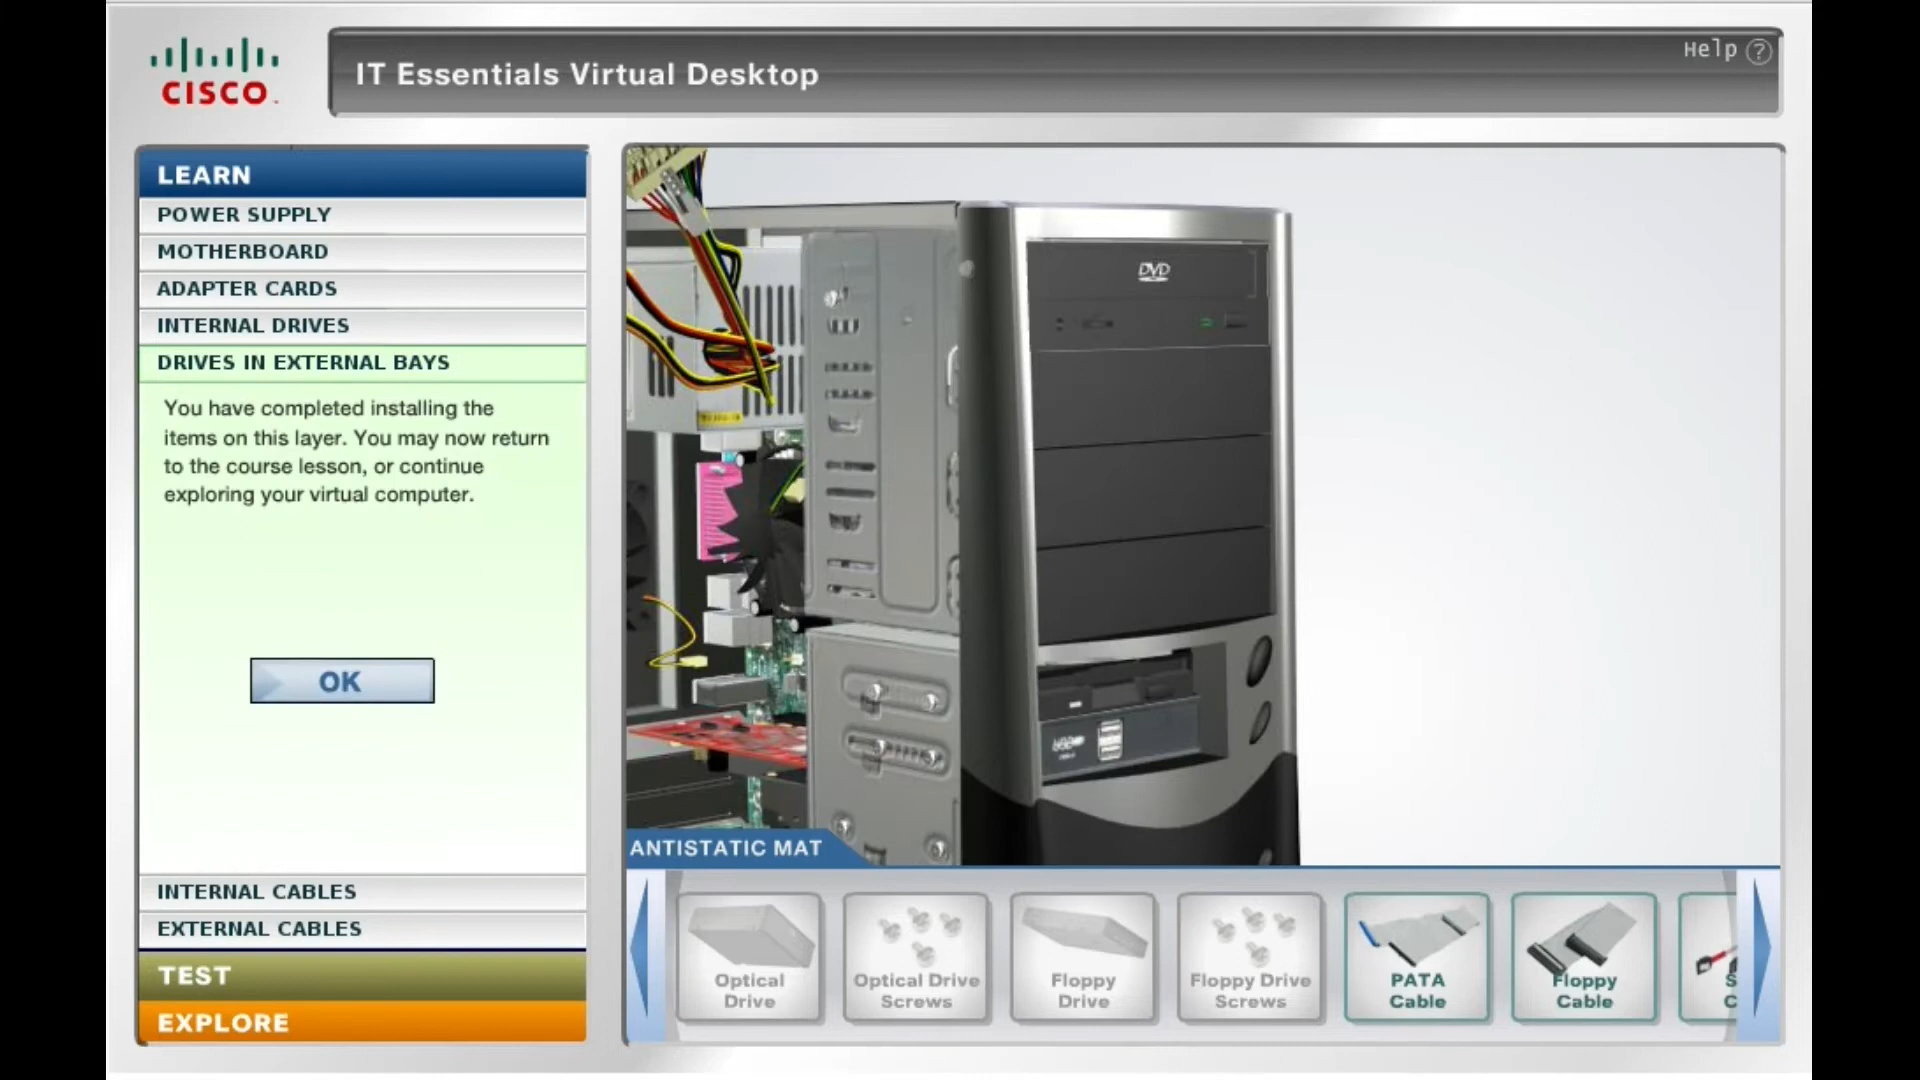 CISCO
IT Essentials Virtual Desktop
Help ?
LEARN
POWER SUPPLY
MOTHERBOARD
ADAPTER CARDS
INTERNAL DRIVES
DRIVES IN EXTERNAL BAYS
You have completed installing the
items on this layer. You may now return
to the course lesson, or continue
exploring your virtual computer.
OK
INTERNAL CABLES
EXTERNAL CABLES
TEST
EXPLORE
DVD
ANTISTATIC MAT
Optical
Drive
Optical Drive
Screws
Floppy
Drive
Floppy Drive
Screws
PATA
Cable
Floppy
Cable
S
C